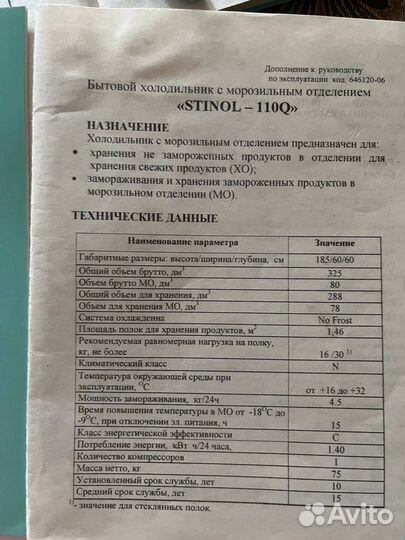 Дополнение к руководству
по эксплуатации код 646120-06
Бытовой холодильник с морозильным отделением
«STINOL – 110Q»
НАЗНАЧЕНИЕ
Холодильник с морозильным отделением предназначен для:
• хранения не замороженных продуктов в отделении для
хранения свежих продуктов (ХО);
• замораживания и хранения замороженных продуктов в
морозильном отделении (МО).
ТЕХНИЧЕСКИЕ ДАННЫЕ
Наименование параметра Значение
Габаритные размеры: высота/ширина/глубина, см 185/60/60
Общий объем брутто, дм3 325
Объем брутто МО, дм3 80
Общий объем для хранения, дм3 288
Объем для хранения МО, дм3 78
Система охлаждения No Frost
Площадь полок для хранения продуктов, м2 1,46
Рекомендуемая равномерная нагрузка на полку,
кг, не более 16 /30 1)
Климатический класс N
Температура окружающей среды при
эксплуатации, °С от +16 до +32
Мощность замораживания, кг/24ч 4.5
Время повышения температуры в МО от -18°С до
-9°С, при отключении эл. питания, ч 15
Класс энергетической эффективности С
Потребление энергии, кВт ч/24 часа, 1.40
Количество компрессоров 1
Масса нетто, кг 75
Установленный срок службы, лет 10
Средний срок службы, лет 15
1)- значение для стеклянных полок.
Avito